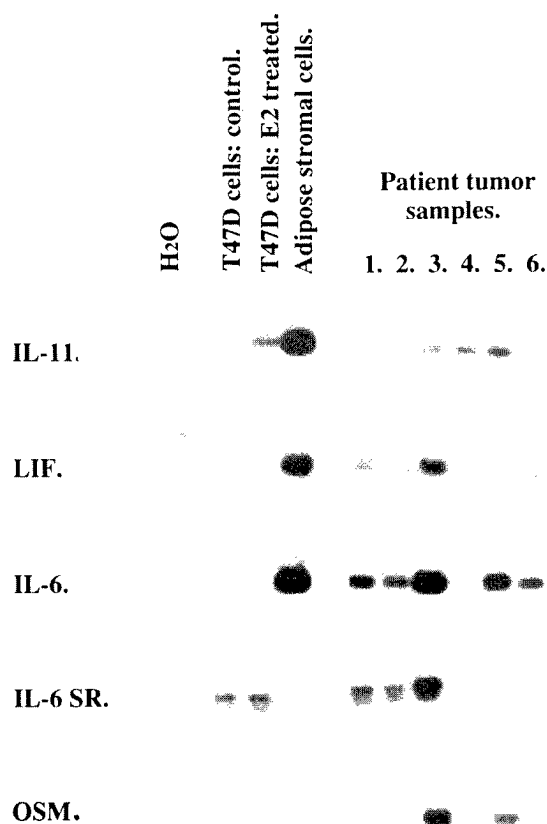 H2O
T47D cells: control.
T47D cells: E2 treated.
Adipose stromal cells.
Patient tumor
samples.
1. 2. 3. 4. 5. 6.
IL-11.
LIF.
IL-6.
IL-6 SR.
OSM.